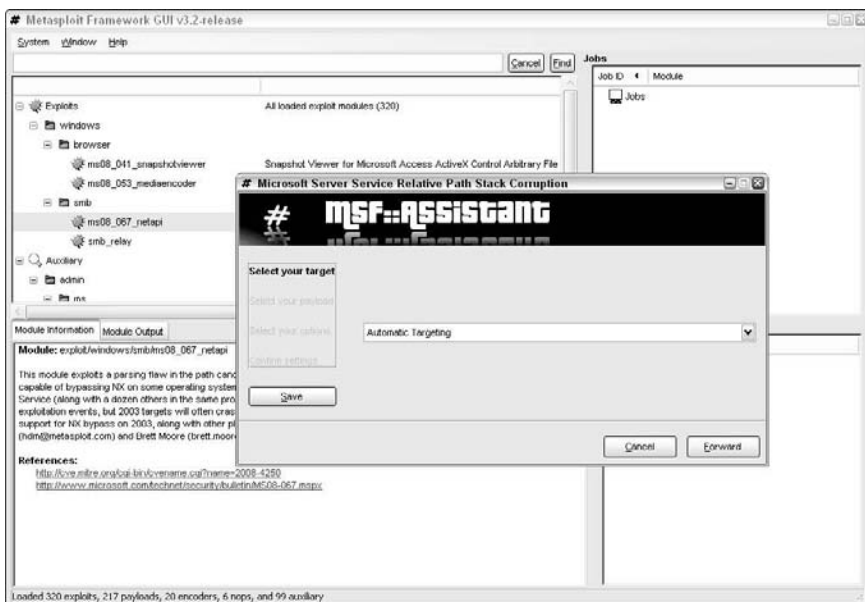 # Metasploit Framework GUI v3.2-release
System Window Help
Cancel Find
Jobs
Job ID Module
Jobs
Exploits All loaded exploit modules (320)
windows
browser
ms08_041_snapshotviewer Snapshot Viewer for Microsoft Access ActiveX Control Arbitrary File
ms08_053_mediaencoder
smb
ms08_067_netapi
smb_relay
Auxiliary
admin
ms
# Microsoft Server Service Relative Path Stack Corruption
# MSF::Assistant
Select your target
Select your payload
Select your options
Confirm settings
Automatic Targeting
Save
Cancel Forward
Module Information Module Output
Module: exploit/windows/smb/ms08_067_netapi
This module exploits a parsing flaw in the path canc
capable of bypassing NX on some operating system
Service (along with a dozen others in the same pro
exploitation events, but 2003 targets will often cras
support for NX bypass on 2003, along with other pl
(hdm@metasploit.com) and Brett Moore (brett.moor
References:
http://cve.mitre.org/cgi-bin/cvename.cgi?name=2008-4250
http://www.microsoft.com/technet/security/bulletin/MS08-067.mspx
Loaded 320 exploits, 217 payloads, 20 encoders, 6 nops, and 99 auxiliary